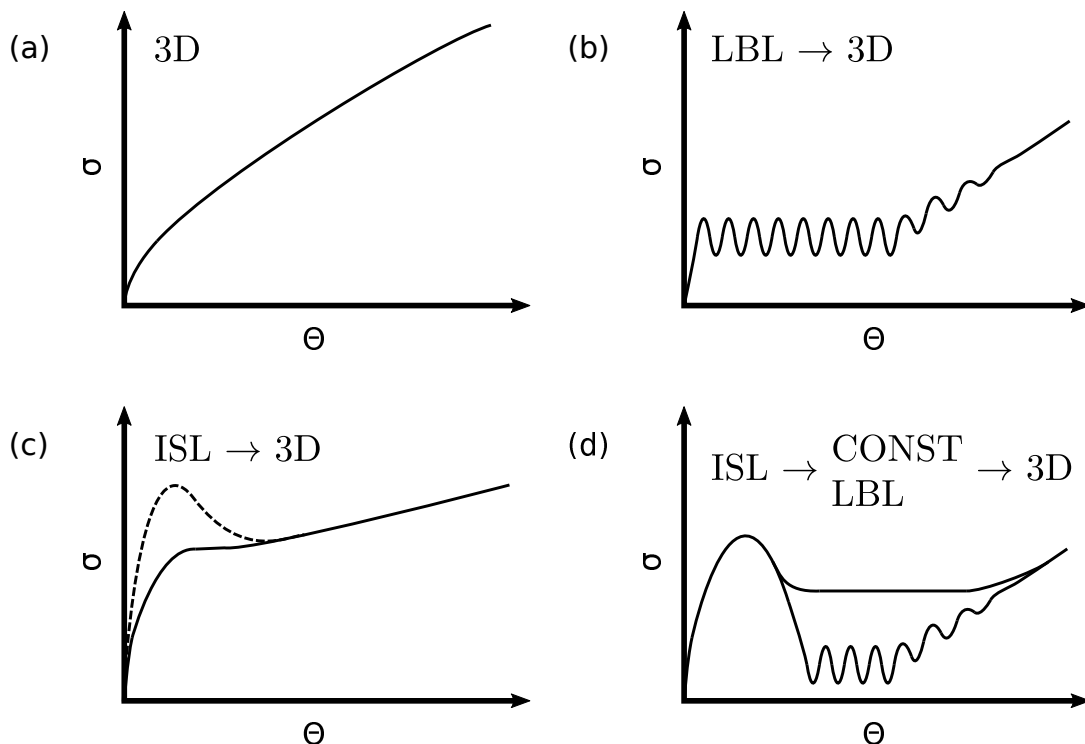 (a)
3D
σ
Θ
(b)
LBL → 3D
σ
Θ
(c)
ISL → 3D
σ
Θ
(d)
ISL → CONST LBL → 3D
σ
Θ